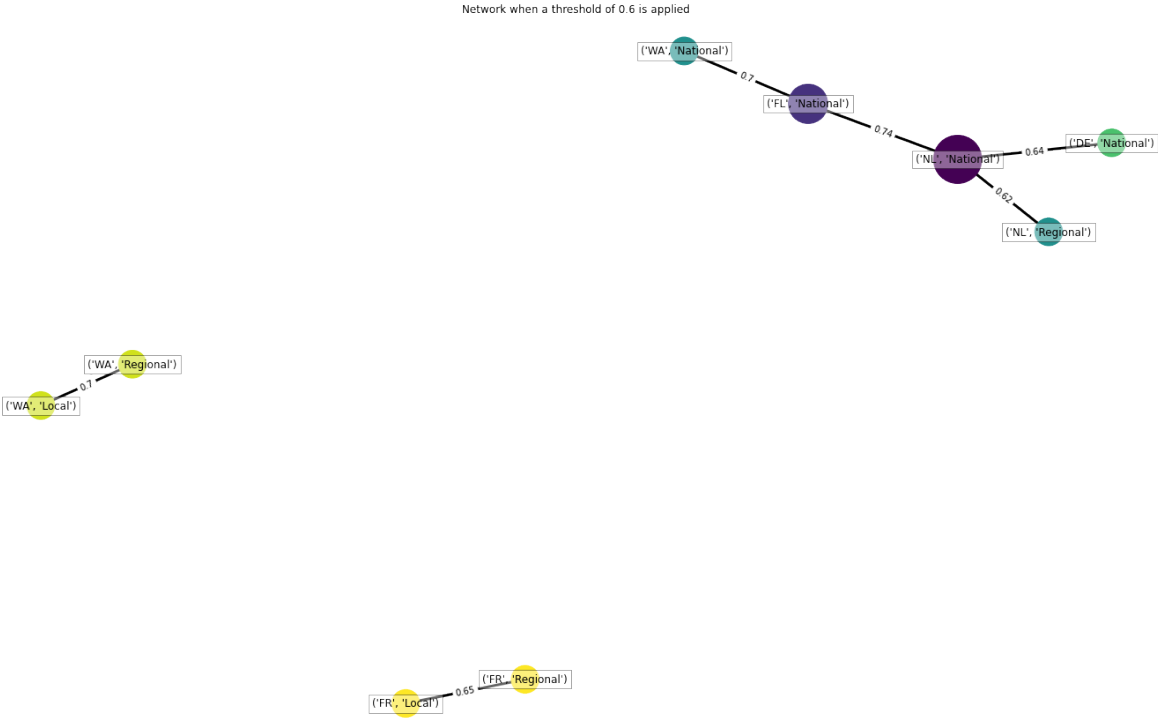 Network when a threshold of 0.6 is applied
('WA', 'National')
0.7
('FL', 'National')
0.74
('NL', 'National')
0.64
('DE', 'National')
0.62
('NL', 'Regional')
('WA', 'Regional')
0.7
('WA', 'Local')
('FR', 'Regional')
0.65
('FR', 'Local')